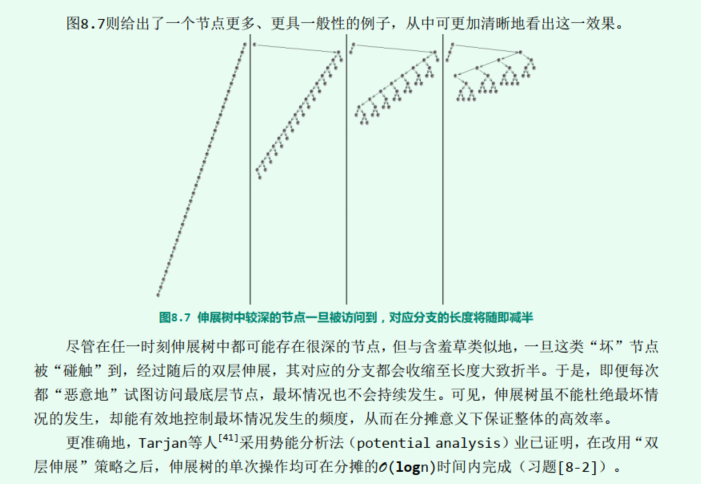 图8.7则给出了一个节点更多、更具一般性的例子，从中可更加清晰地看出这一效果。
图8.7 伸展树中较深的节点一旦被访问到，对应分支的长度将随即减半
尽管在任一时刻伸展树中都可能存在很深的节点，但与含羞草类似地，一旦这类“坏”节点
被“碰触”到，经过随后的双层伸展，其对应的分支都会收缩至长度大致折半。于是，即便每次
都“恶意地”试图访问最底层节点，最坏情况也不会持续发生。可见，伸展树虽不能杜绝最坏情
况的发生，却能有效地控制最坏情况发生的频度，从而在分摊意义下保证整体的高效率。
更准确地，Tarjan等人[41]采用势能分析法（potential analysis）业已证明，在改用“双
层伸展”策略之后，伸展树的单次操作均可在分摊的O(logn)时间内完成（习题[8-2]）。